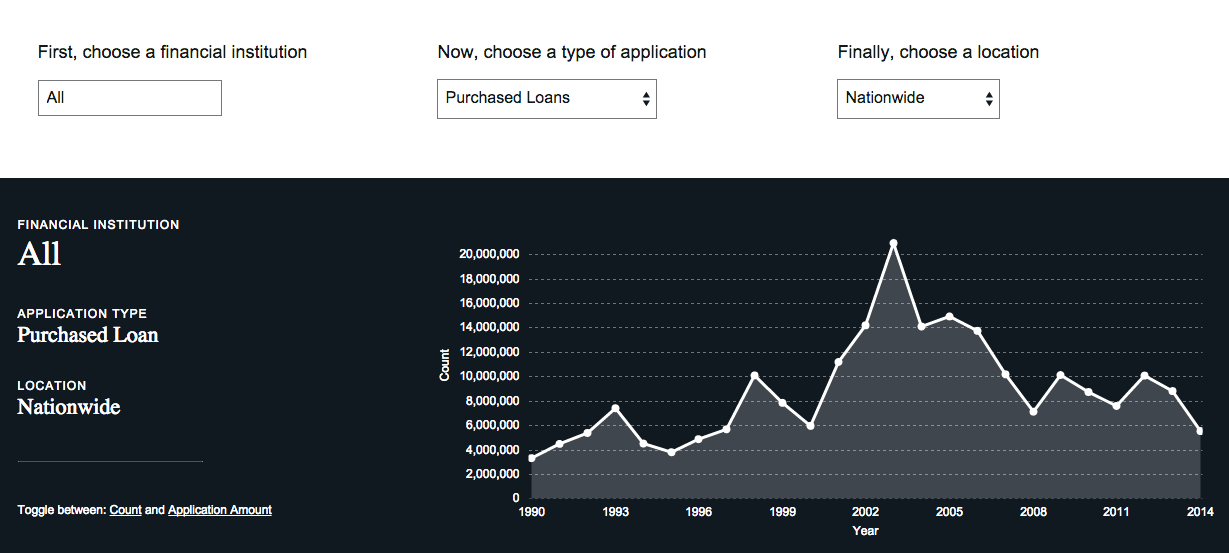 First, choose a financial institution
Now, choose a type of application
Finally, choose a location
All
Purchased Loans
Nationwide
FINANCIAL INSTITUTION
All
APPLICATION TYPE
Purchased Loan
LOCATION
Nationwide
Toggle between: Count and Application Amount
Count
20,000,000
18,000,000
16,000,000
14,000,000
12,000,000
10,000,000
8,000,000
6,000,000
4,000,000
2,000,000
0
1990 1993 1996 1999 2002 2005 2008 2011 2014
Year